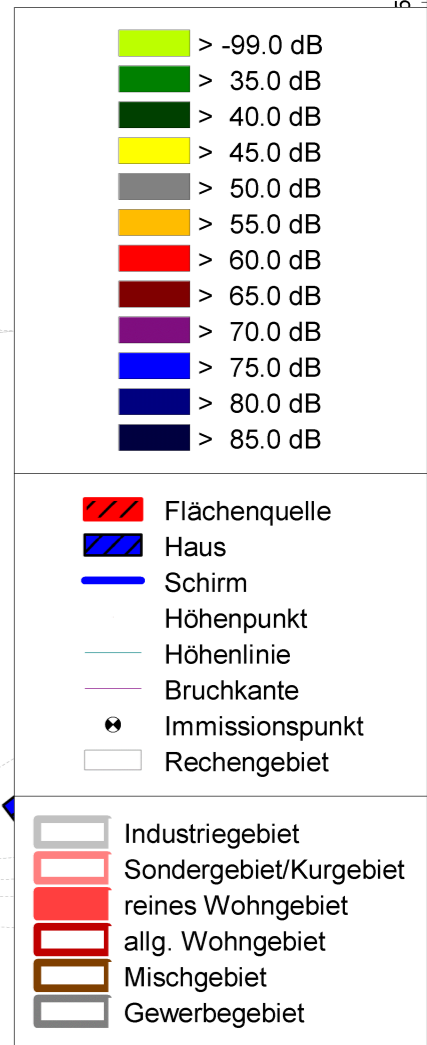 > -99.0 dB
> 35.0 dB
> 40.0 dB
> 45.0 dB
> 50.0 dB
> 55.0 dB
> 60.0 dB
> 65.0 dB
> 70.0 dB
> 75.0 dB
> 80.0 dB
> 85.0 dB
Flächenquelle
Haus
Schirm
Höhenpunkt
Höhenlinie
Bruchkante
Immissionspunkt
Rechengebiet
Industriegebiet
Sondergebiet/Kurgebiet
reines Wohngebiet
allg. Wohngebiet
Mischgebiet
Gewerbegebiet